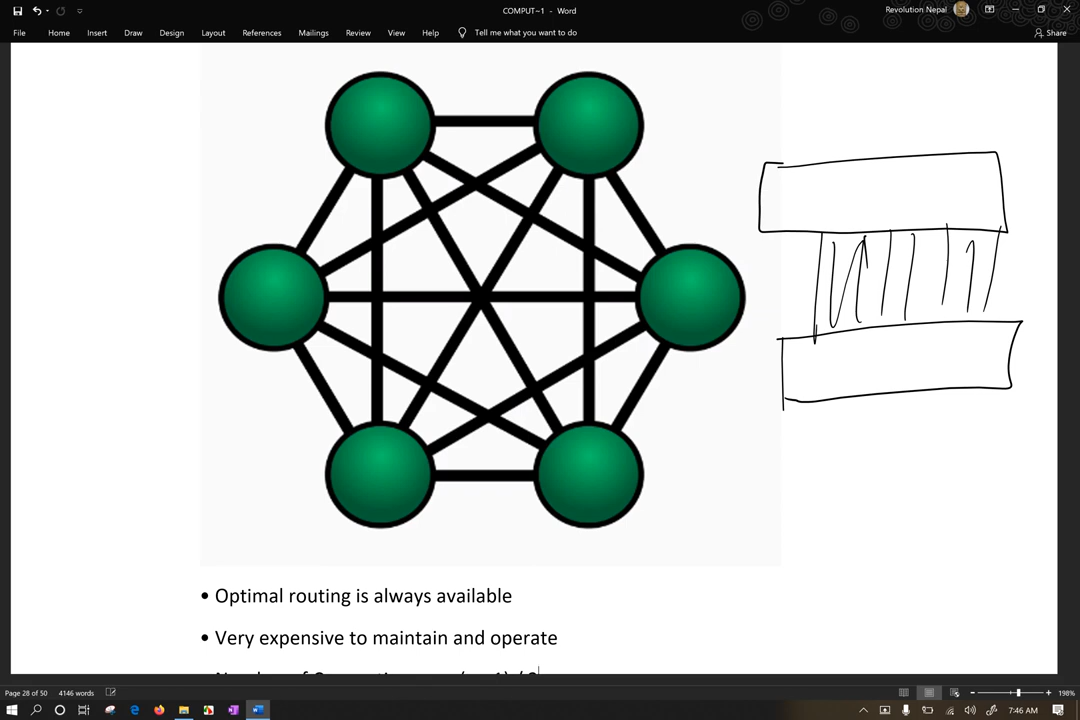 COMPUT~1 - Word
Revolution Nepal
File Home Insert Draw Design Layout References Mailings Review View Help Tell me what you want to do Share
• Optimal routing is always available
• Very expensive to maintain and operate
Page 28 of 50 4146 words 198%
7:46 AM